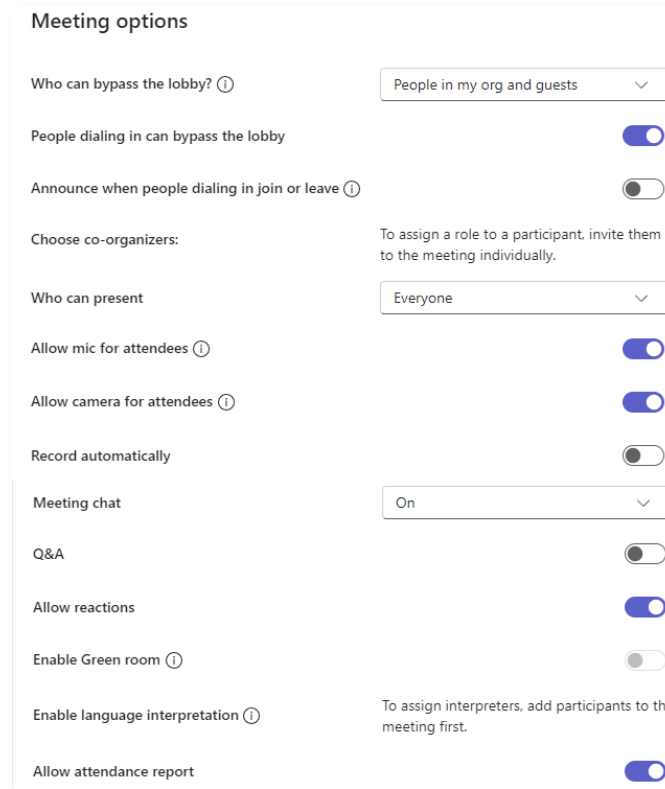 Meeting options
Who can bypass the lobby?
People in my org and guests
People dialing in can bypass the lobby
Announce when people dialing in join or leave
Choose co-organizers:
To assign a role to a participant, invite them
to the meeting individually.
Who can present
Everyone
Allow mic for attendees
Allow camera for attendees
Record automatically
Meeting chat
On
Q&A
Allow reactions
Enable Green room
Enable language interpretation
To assign interpreters, add participants to th
meeting first.
Allow attendance report